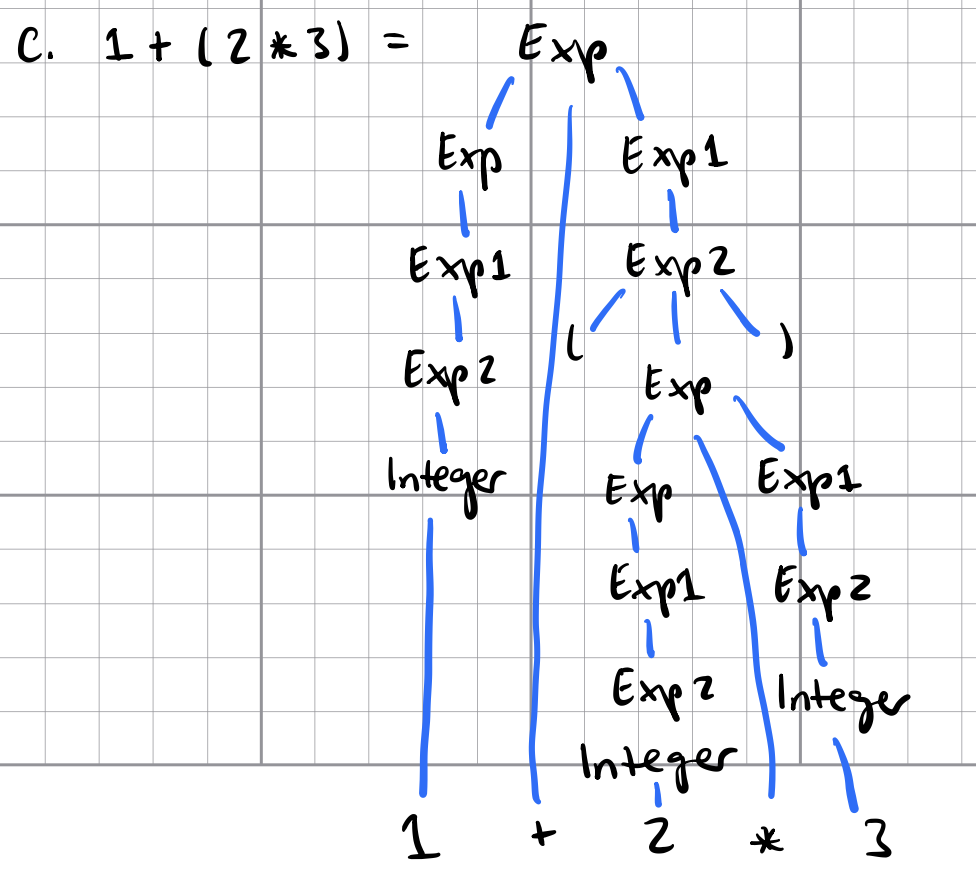 C. 1 + ( 2 * 3 ) = Exp
Exp Exp1
Exp1 Exp2
( )
Exp2 Exp
Integer Exp Exp1
Exp1 Exp2
Exp2 Integer
Integer
1 + 2 * 3